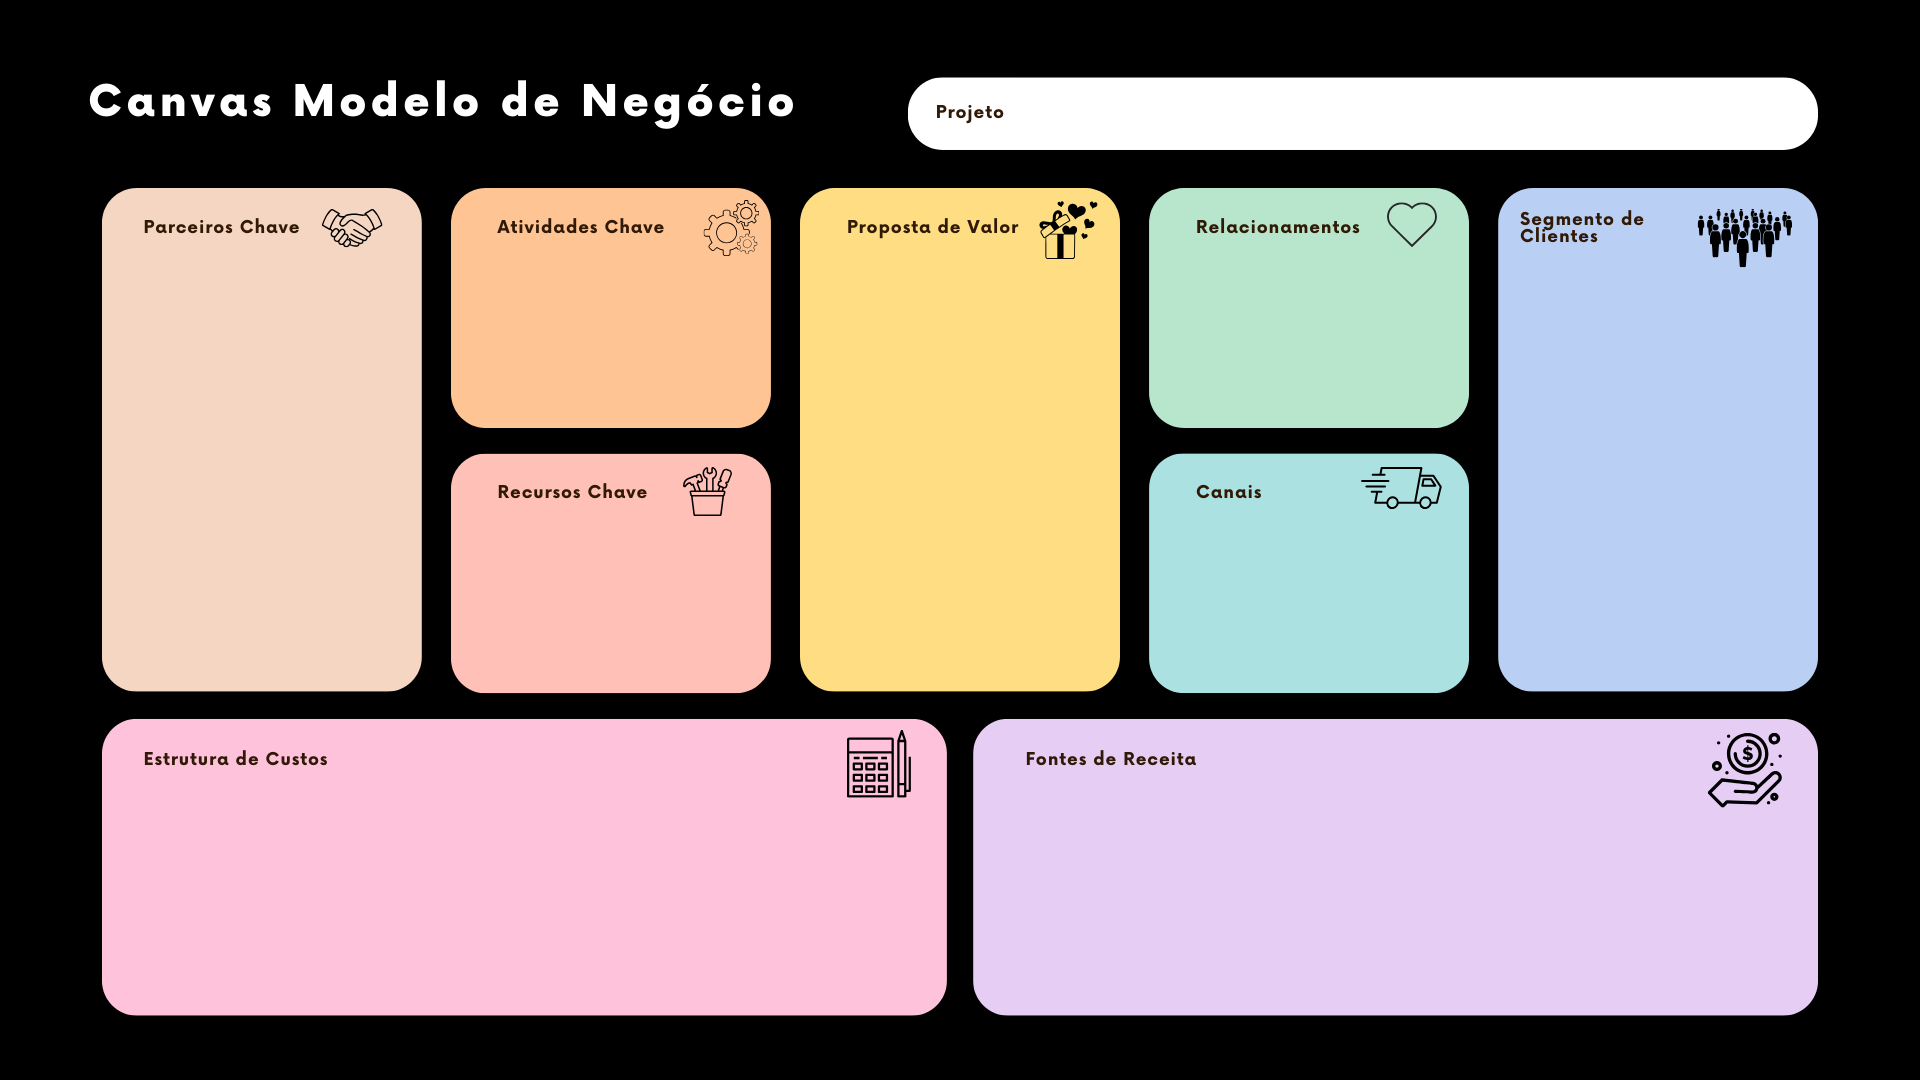 Canvas Modelo de Negócio
Projeto
Parceiros Chave
Atividades Chave
Proposta de Valor
Relacionamentos
Segmento de
Clientes
Recursos Chave
Canais
Estrutura de Custos
Fontes de Receita
$